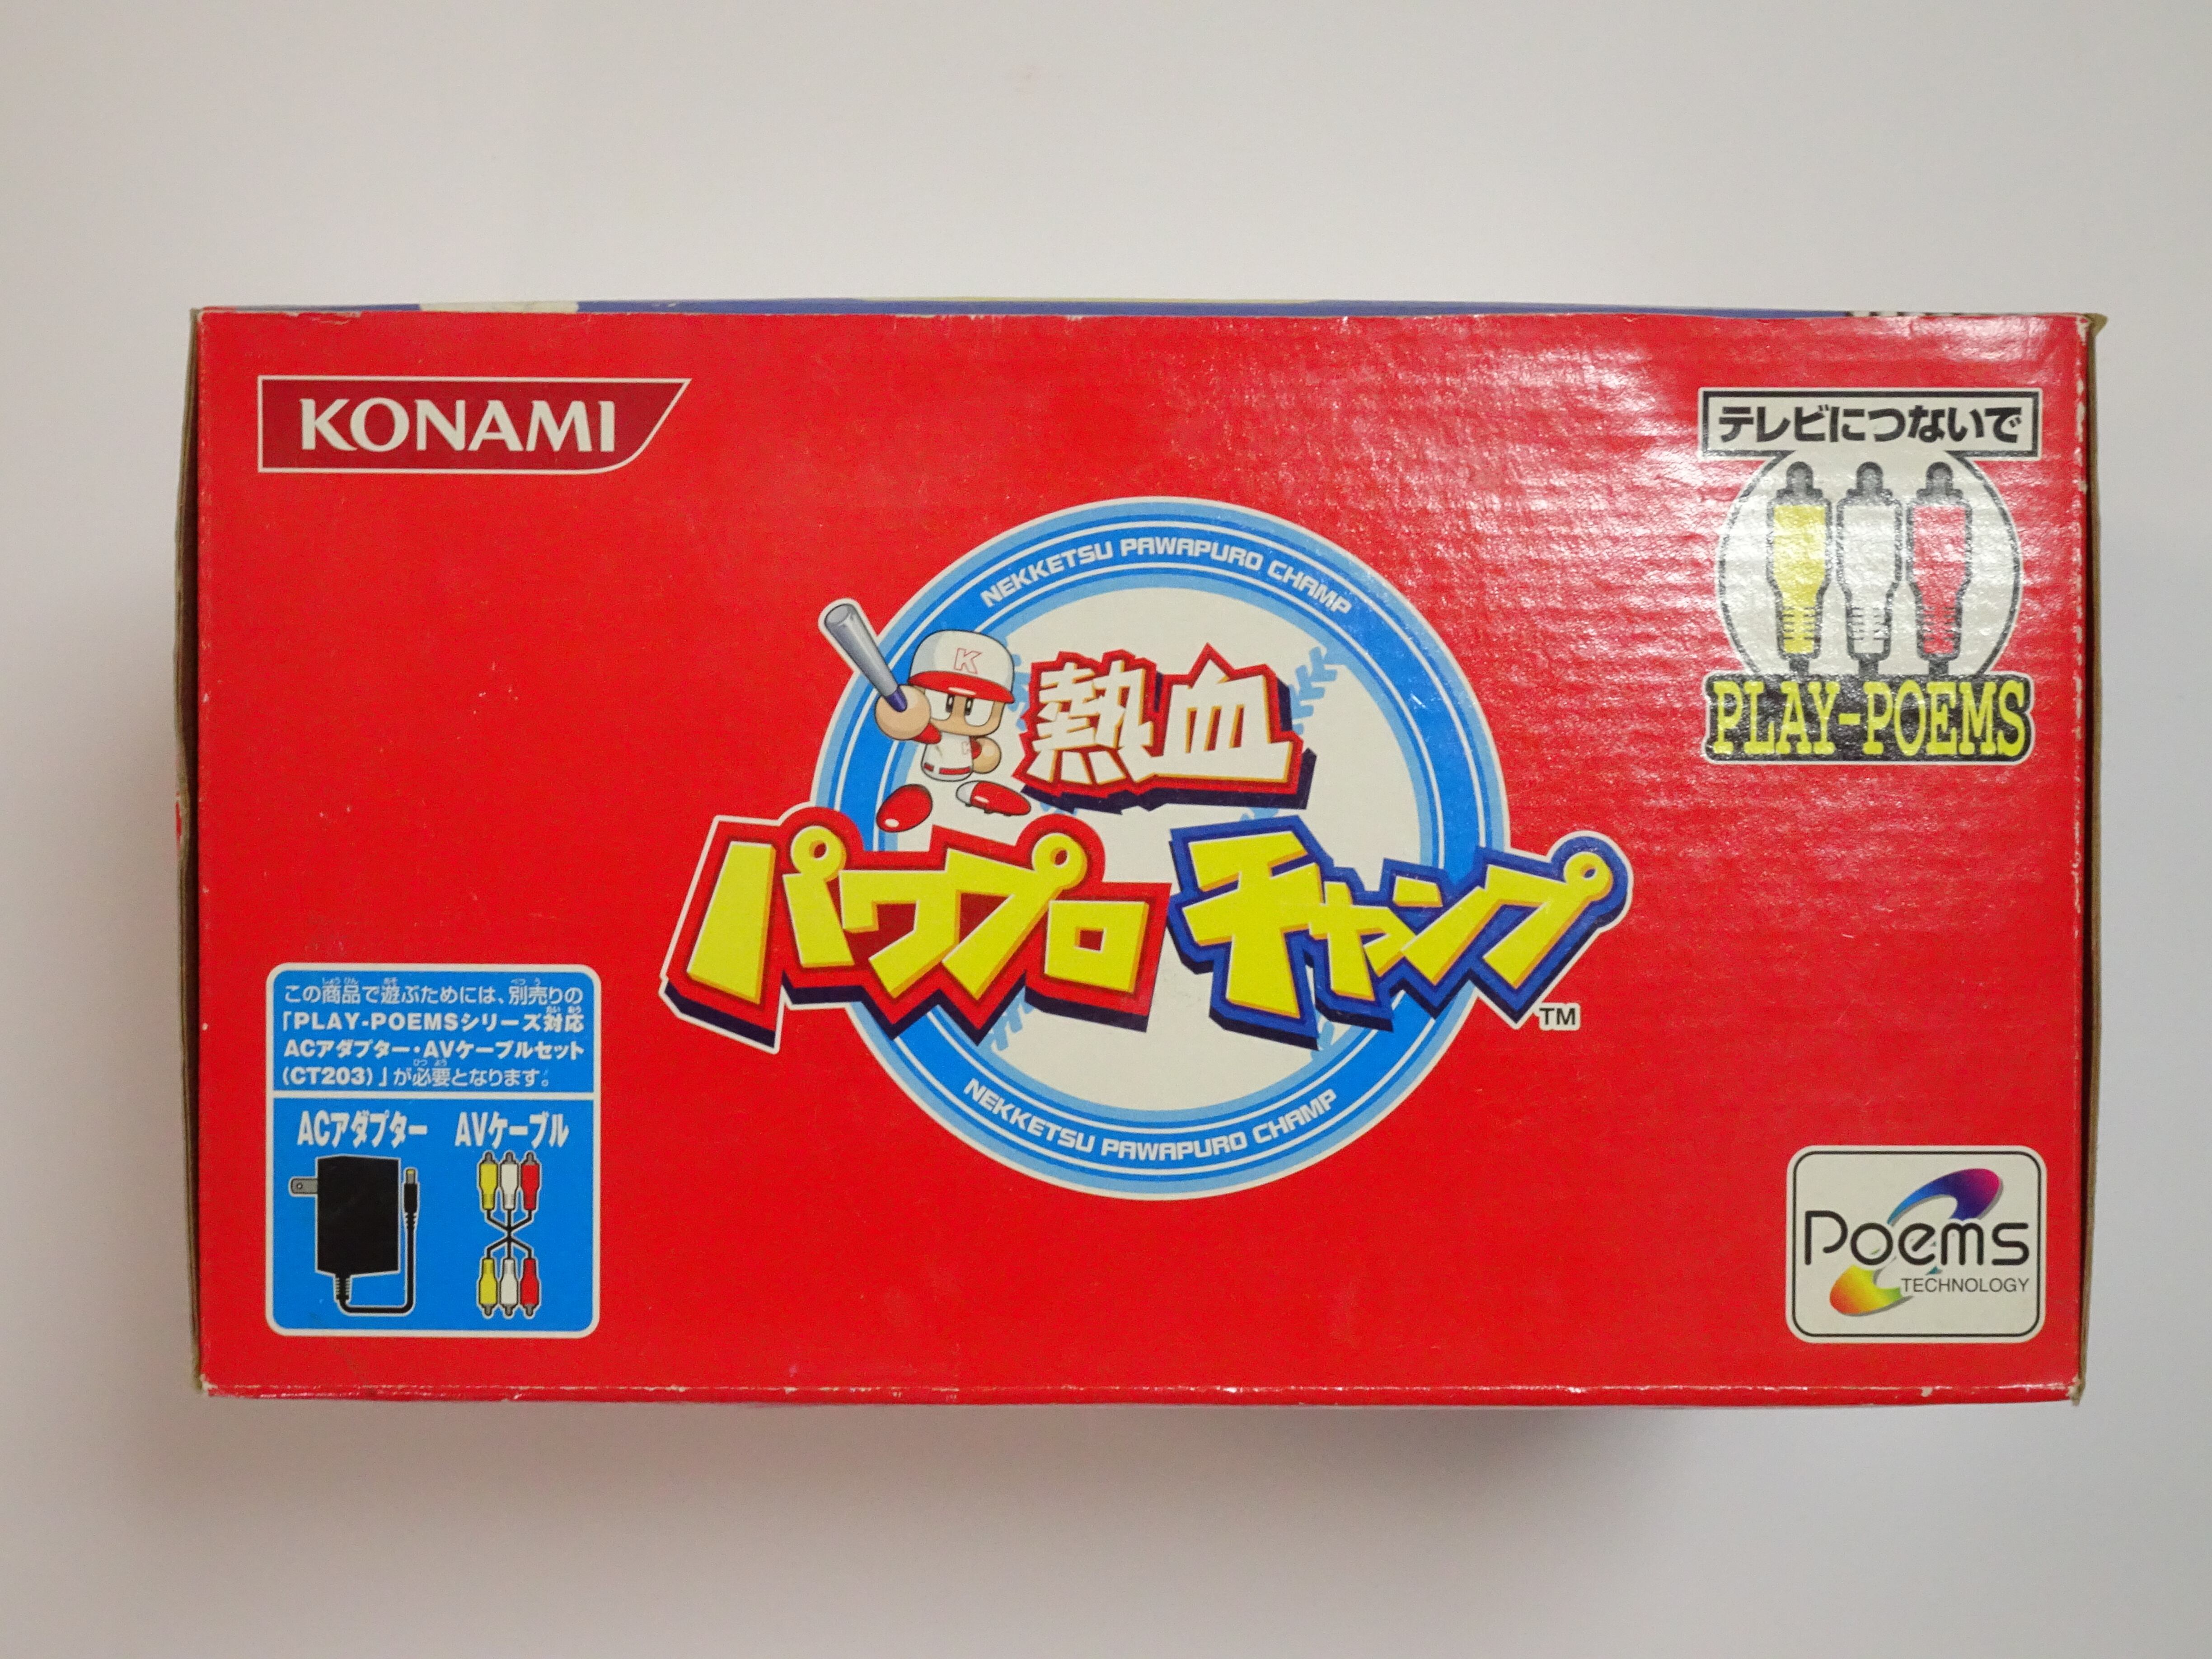 KONAMI
テレビにつないで
PLAY-POEMS
NEKKETSU PAWAPURO CHAMP
K
K
熱血
パワプロ チャンプ
TM
NEKKETSU PAWAPURO CHAMP
この商品で遊ぶためには、別売りの
「PLAY-POEMSシリーズ対応
ACアダプター・AVケーブルセット
(CT203)」が必要となります。
ACアダプター AVケーブル
Poems
TECHNOLOGY